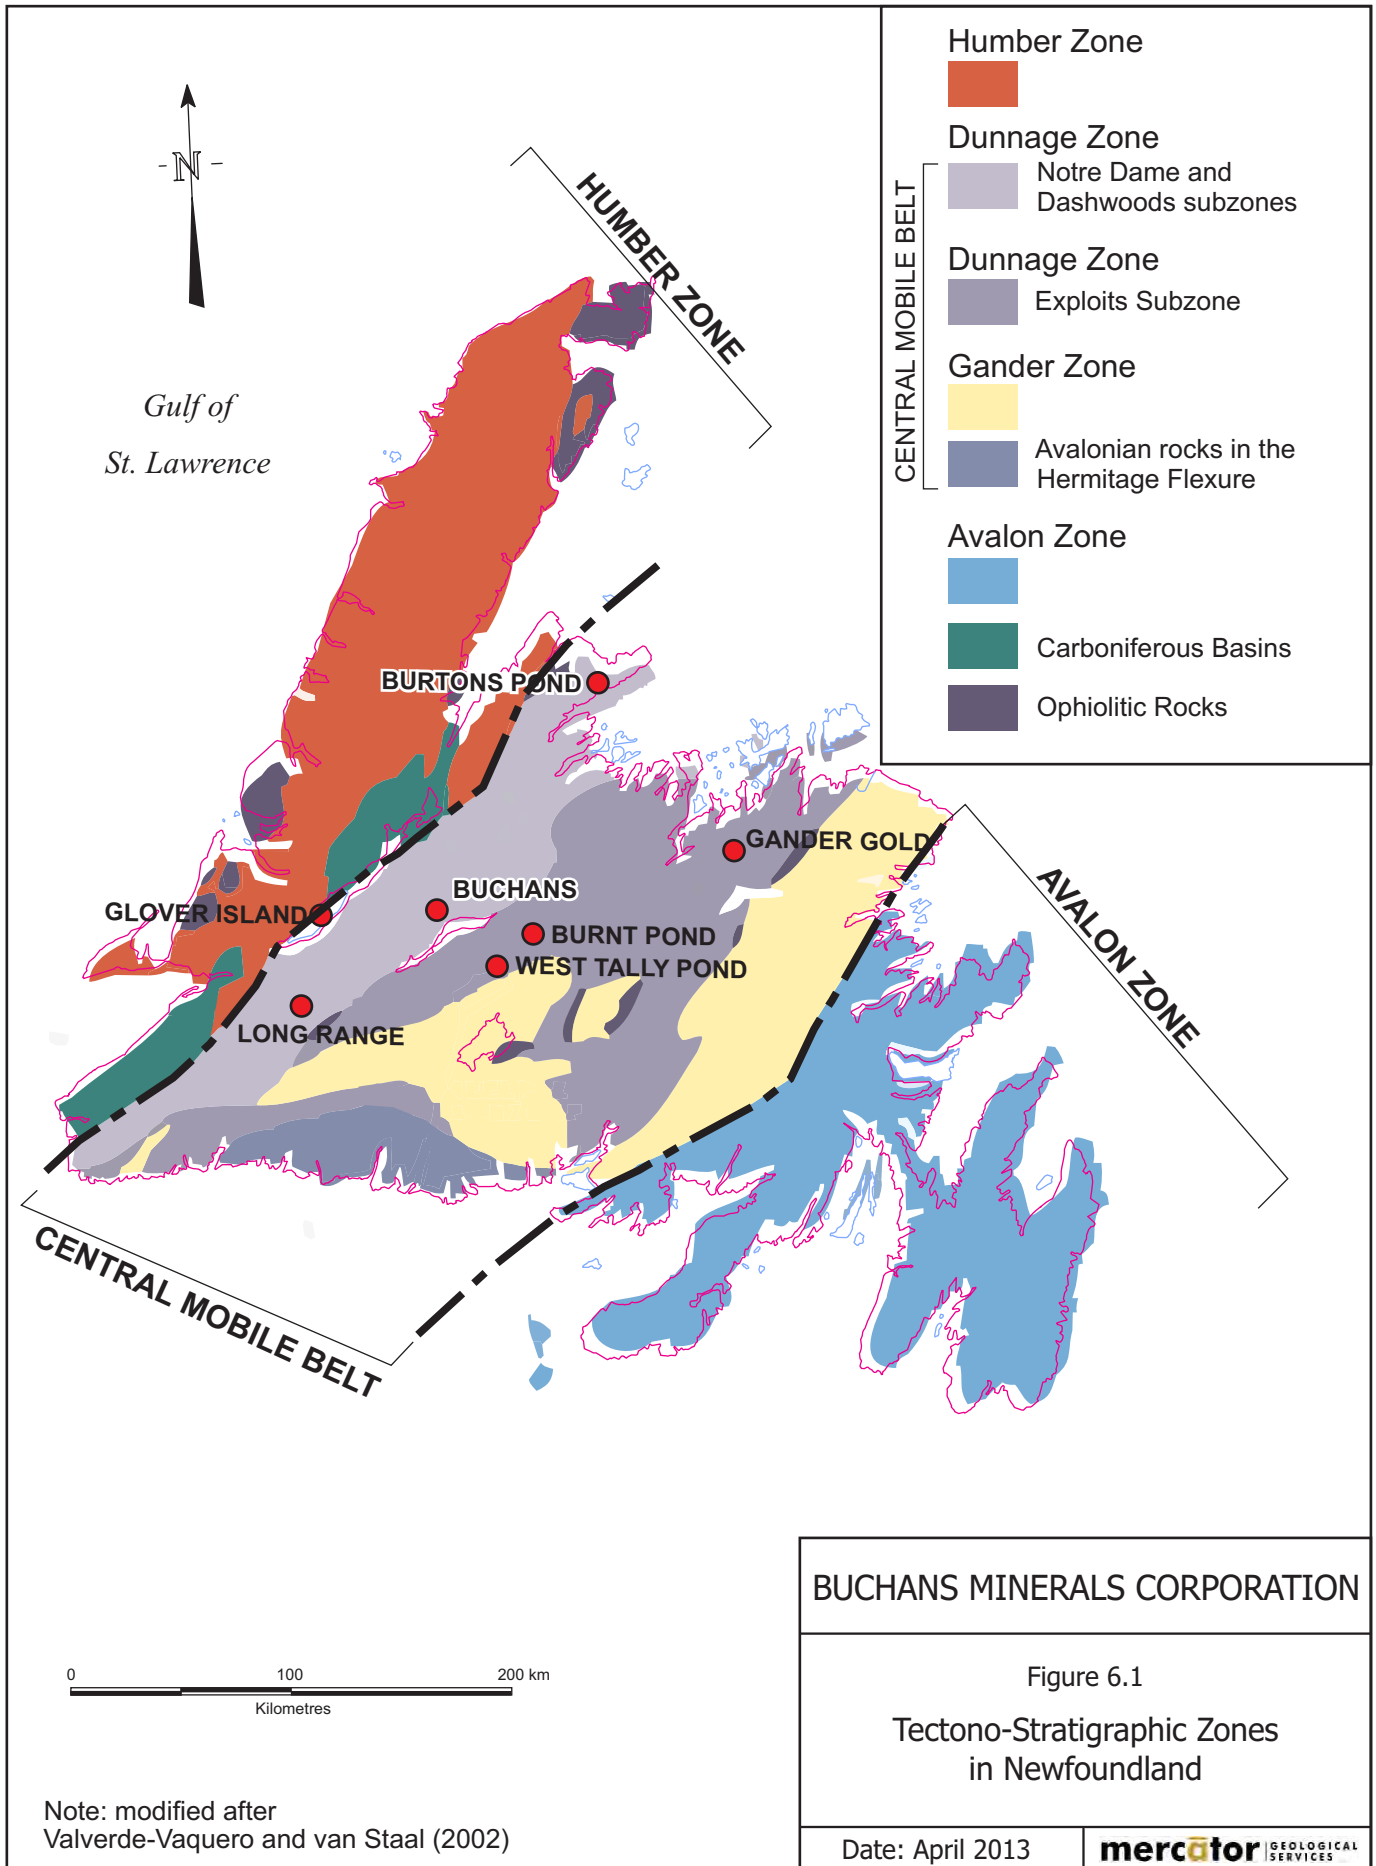 Humber Zone
Dunnage Zone
Notre Dame and
Dashwoods subzones
Dunnage Zone
Exploits Subzone
Gander Zone
Avalonian rocks in the
Hermitage Flexure
CENTRAL MOBILE BELT
Avalon Zone
Carboniferous Basins
Ophiolitic Rocks
N
HUMBER ZONE
Gulf of
St. Lawrence
BURTONS POND
GANDER GOLD
BUCHANS
GLOVER ISLAND
BURNT POND
WEST TALLY POND
LONG RANGE
AVALON ZONE
CENTRAL MOBILE BELT
0 100 200 km
Kilometres
Note: modified after
Valverde-Vaquero and van Staal (2002)
BUCHANS MINERALS CORPORATION
Figure 6.1
Tectono-Stratigraphic Zones
in Newfoundland
Date: April 2013
mercator GEOLOGICAL
SERVICES